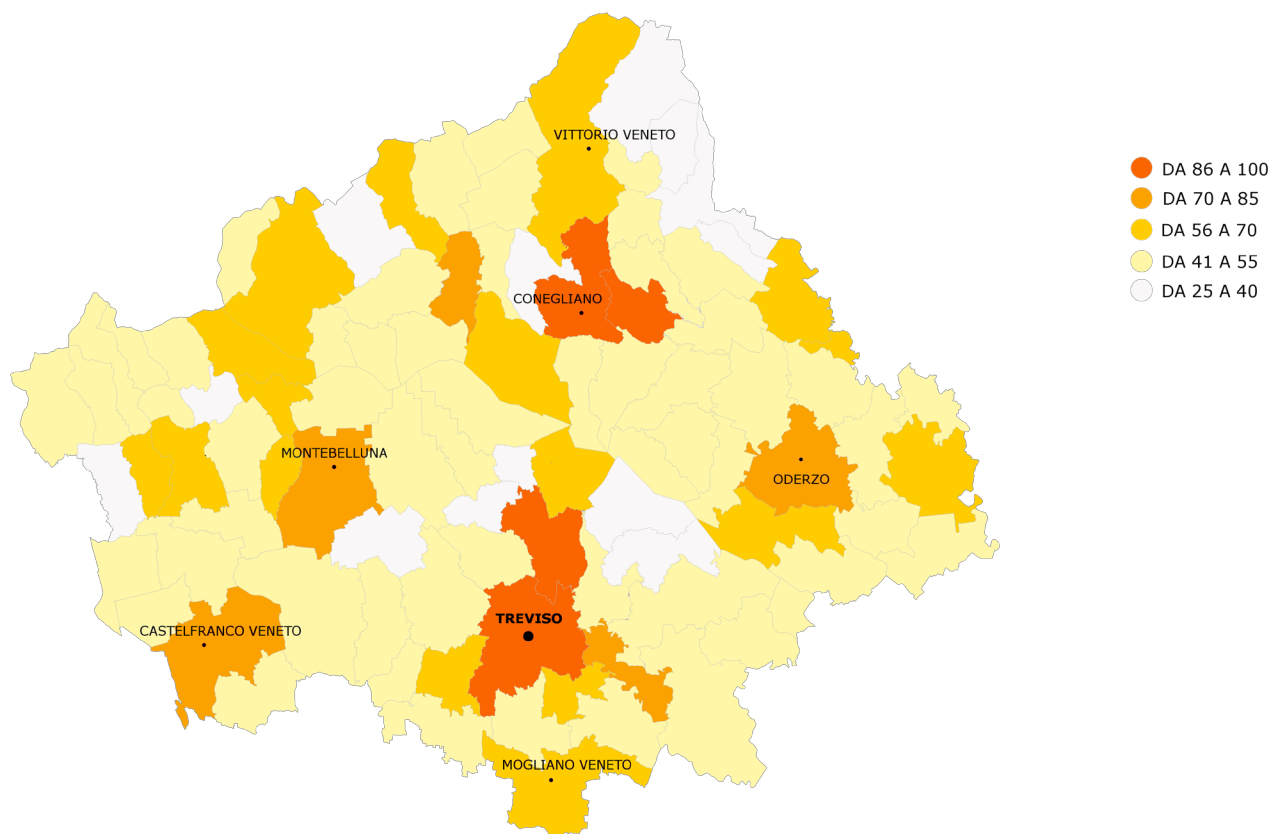 VITTORIO VENETO
DA 86 A 100
DA 70 A 85
DA 56 A 70
DA 41 A 55
DA 25 A 40
CONEGLIANO
MONTEBELLUNA
ODERZO
TREVISO
CASTELFRANCO VENETO
MOGLIANO VENETO